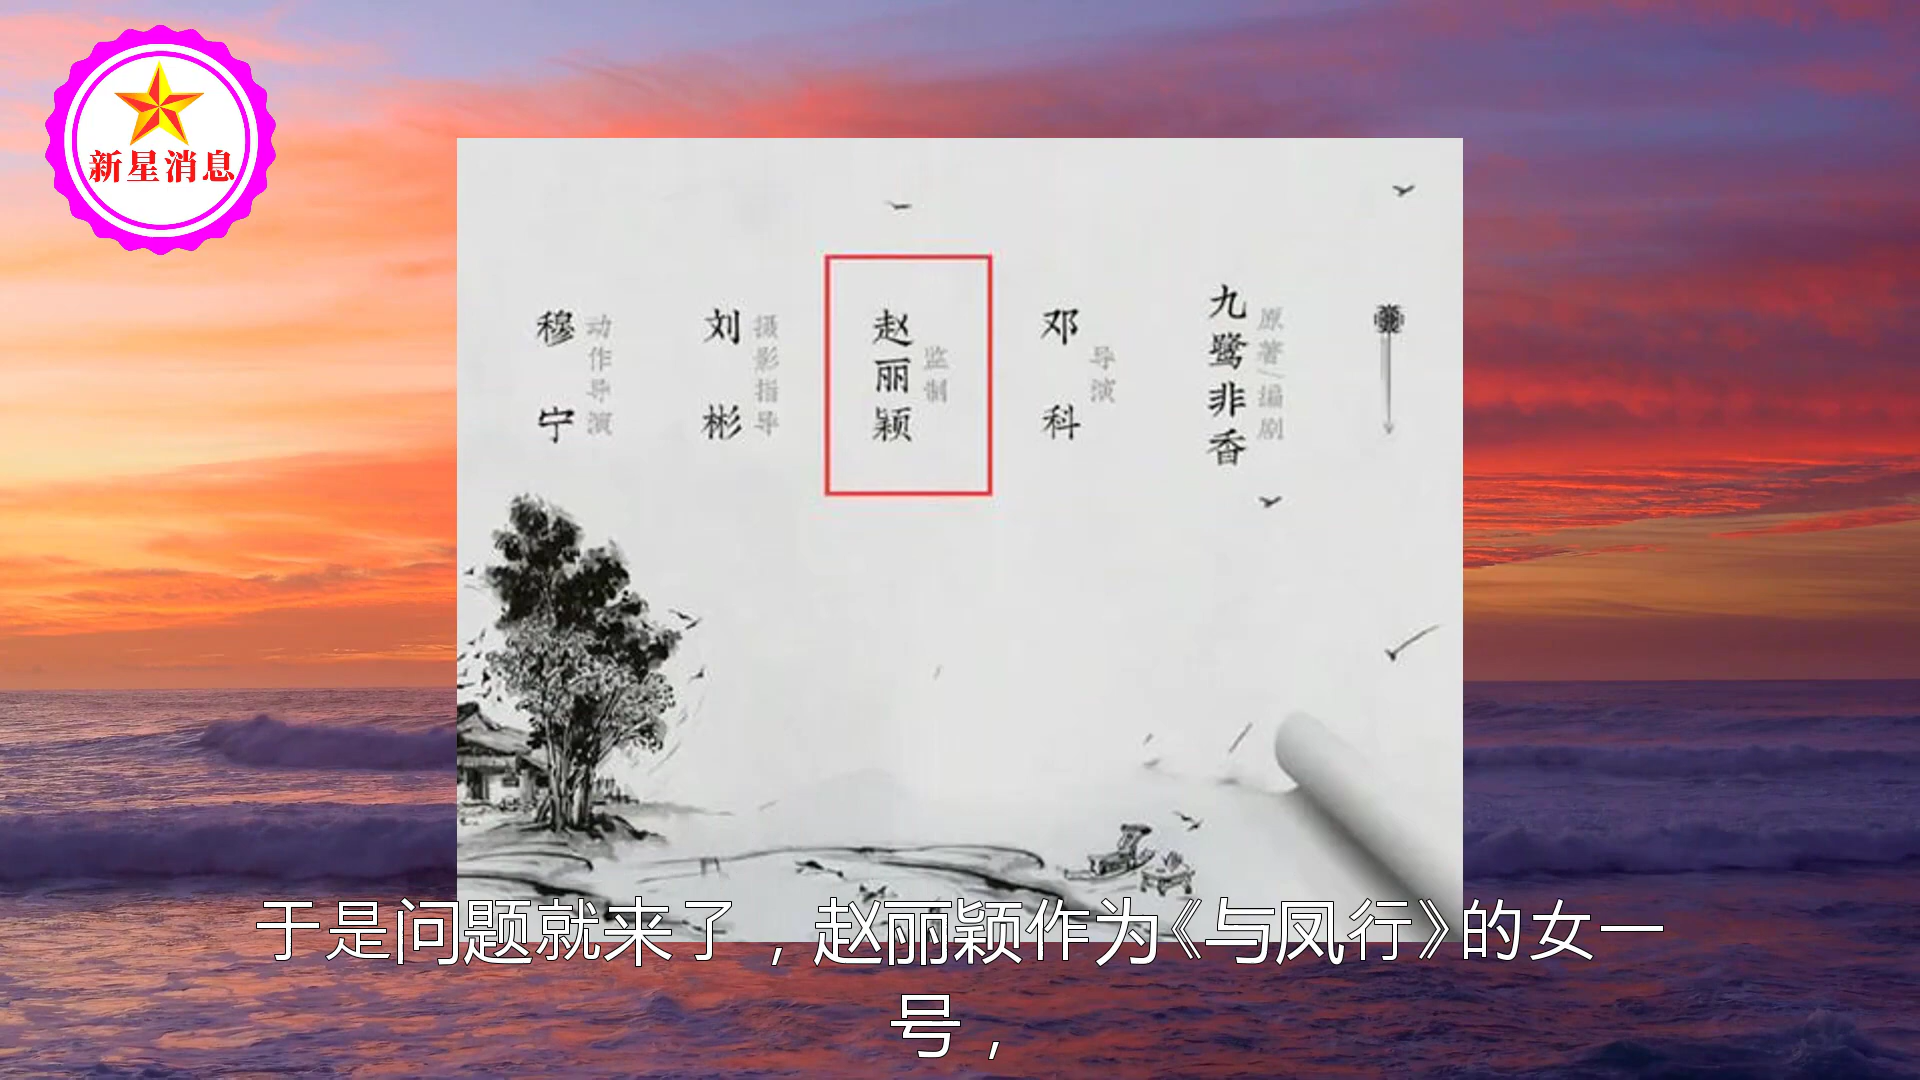 新星消息
九鹭非香
原著/编剧
邓科
导演
赵丽颖
监制
刘彬
摄影指导
穆宁
动作导演
于是问题就来了，赵丽颖作为《与凤行》的女一
号，